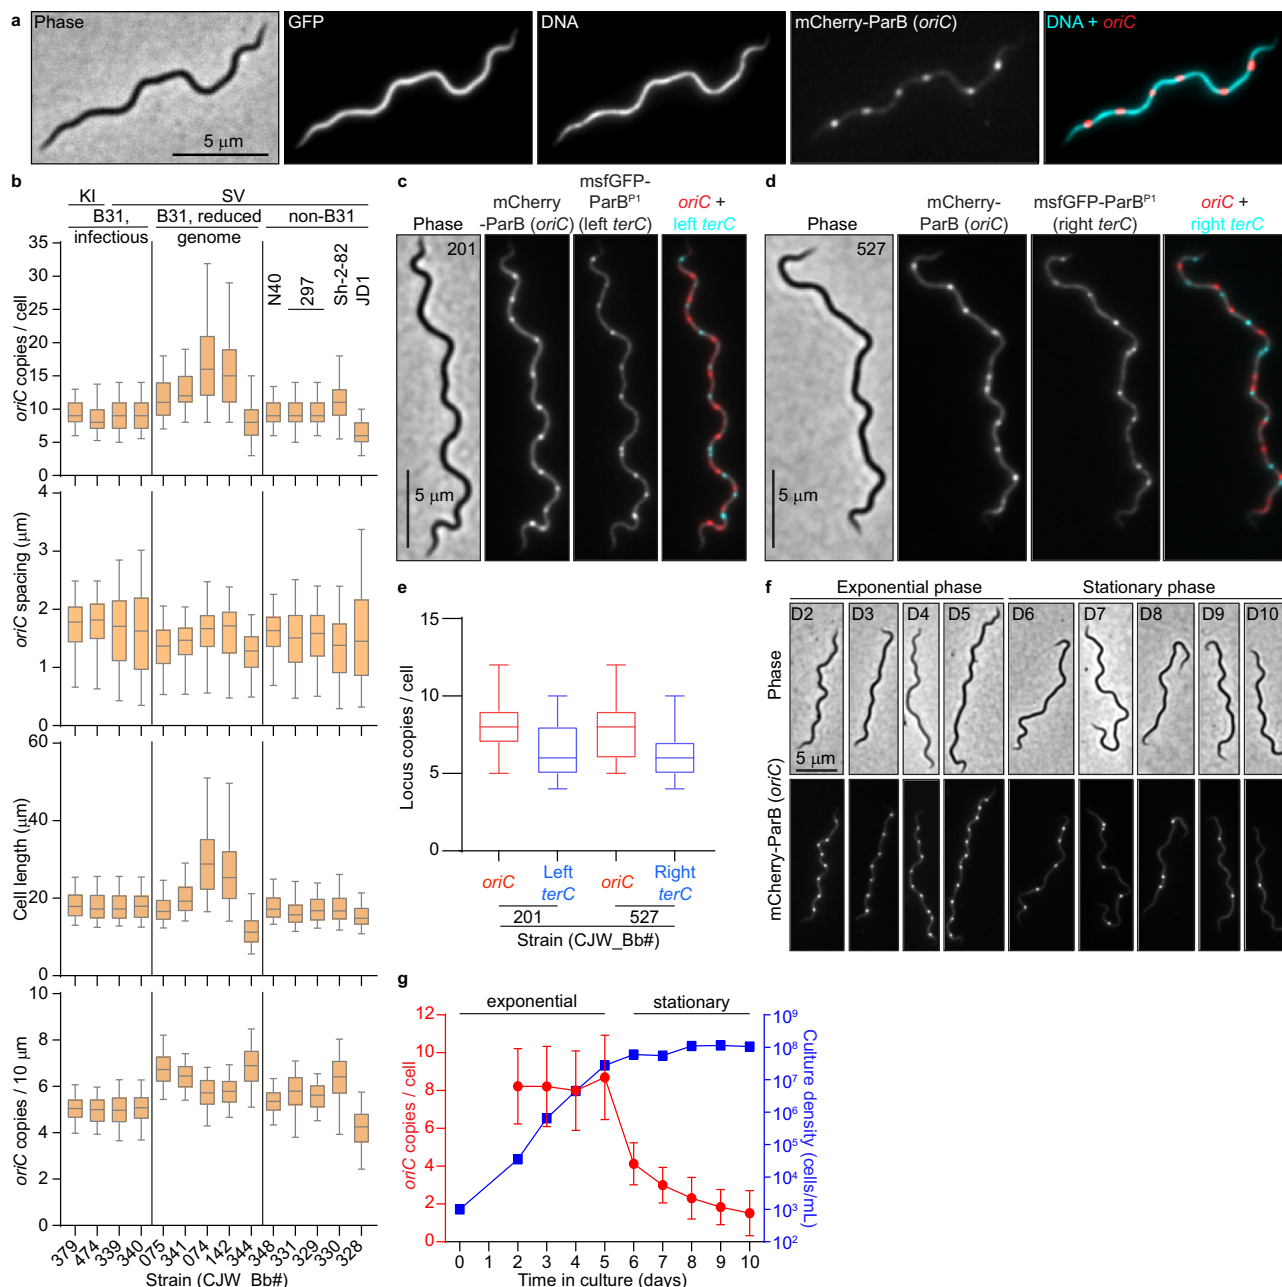 a
Phase
GFP
DNA
mCherry-ParB (oriC)
DNA + oriC
5 μm
b
KI
SV
B31,
infectious
B31, reduced
genome
non-B31
N40
297
Sh-2-82
JD1
oriC copies / cell
35
30
25
20
15
10
5
0
oriC spacing (μm)
4
3
2
1
0
Cell length (μm)
60
40
20
0
oriC copies / 10 μm
10
8
6
4
2
0
379
474
339
340
075
341
074
142
344
348
331
329
330
328
Strain (CJW_Bb#)
c
Phase
mCherry
-ParB (oriC)
msfGFP-
ParBP1
(left terC)
oriC +
left terC
201
5 μm
d
Phase
mCherry-
ParB (oriC)
msfGFP-ParBP1
(right terC)
oriC +
right terC
527
5 μm
e
Locus copies / cell
15
10
5
0
oriC
Left
terC
oriC
Right
terC
201
527
Strain (CJW_Bb#)
f
Exponential phase
Stationary phase
D2
D3
D4
D5
D6
D7
D8
D9
D10
Phase
5 μm
mCherry-ParB (oriC)
g
exponential
stationary
oriC copies / cell
12
10
8
6
4
2
0
10⁹
10⁸
10⁷
10⁶
10⁵
10⁴
10³
10²
Culture density
(cells/mL)
0
1
2
3
4
5
6
7
8
9
10
Time in culture (days)